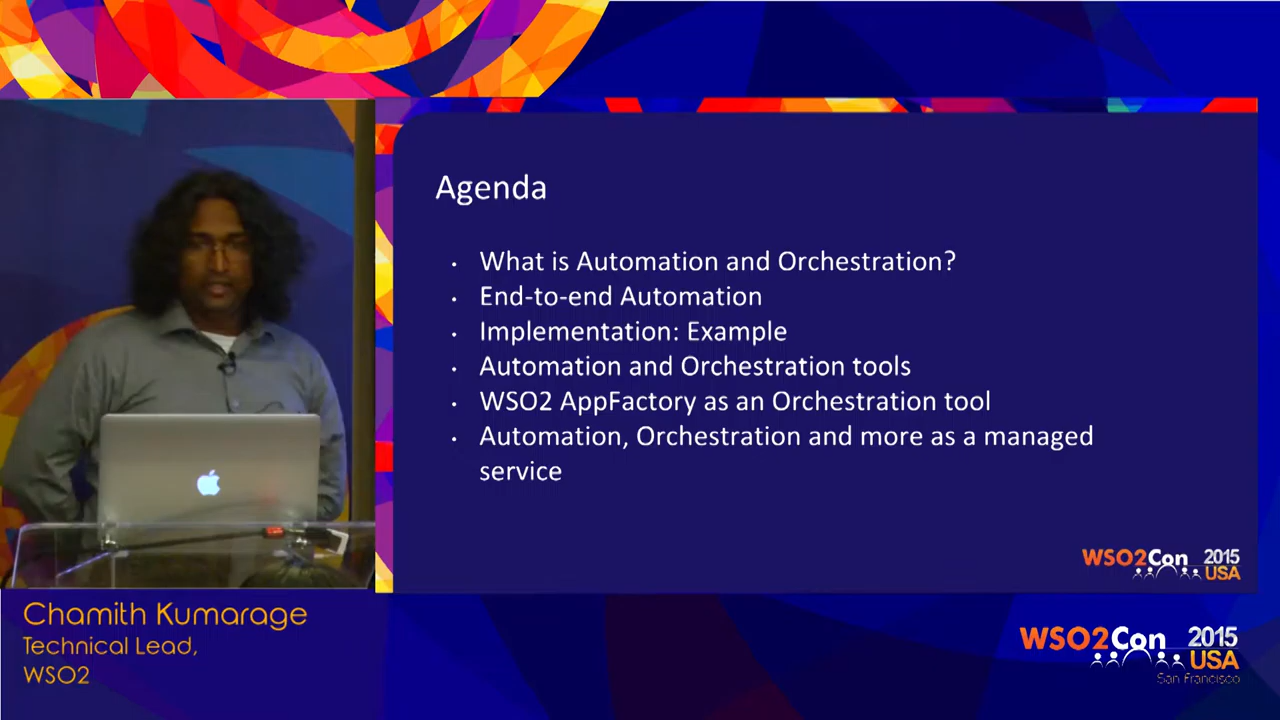 Agenda
• What is Automation and Orchestration?
• End-to-end Automation
• Implementation: Example
• Automation and Orchestration tools
• WSO2 AppFactory as an Orchestration tool
• Automation, Orchestration and more as a managed
service
WSO2Con 2015
USA
Chamith Kumarage
Technical Lead,
WSO2
WSO2Con 2015
USA
San Francisco